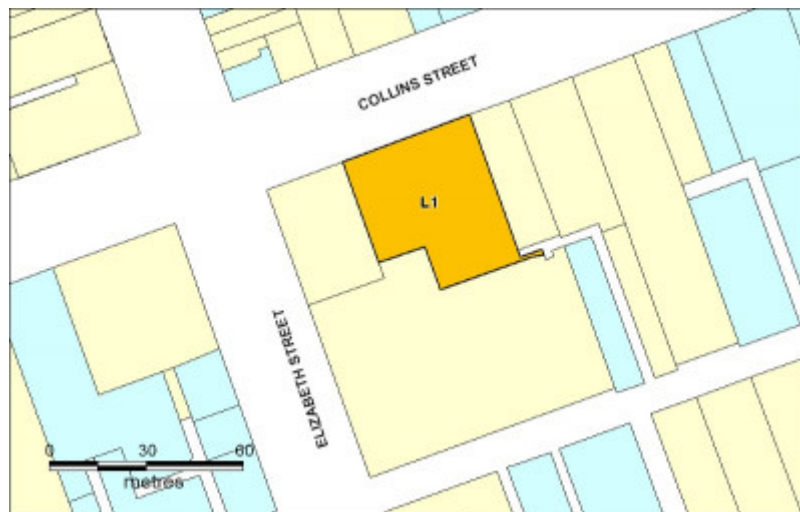 COLLINS STREET
L1
ELIZABETH STREET
0 30 60
metres